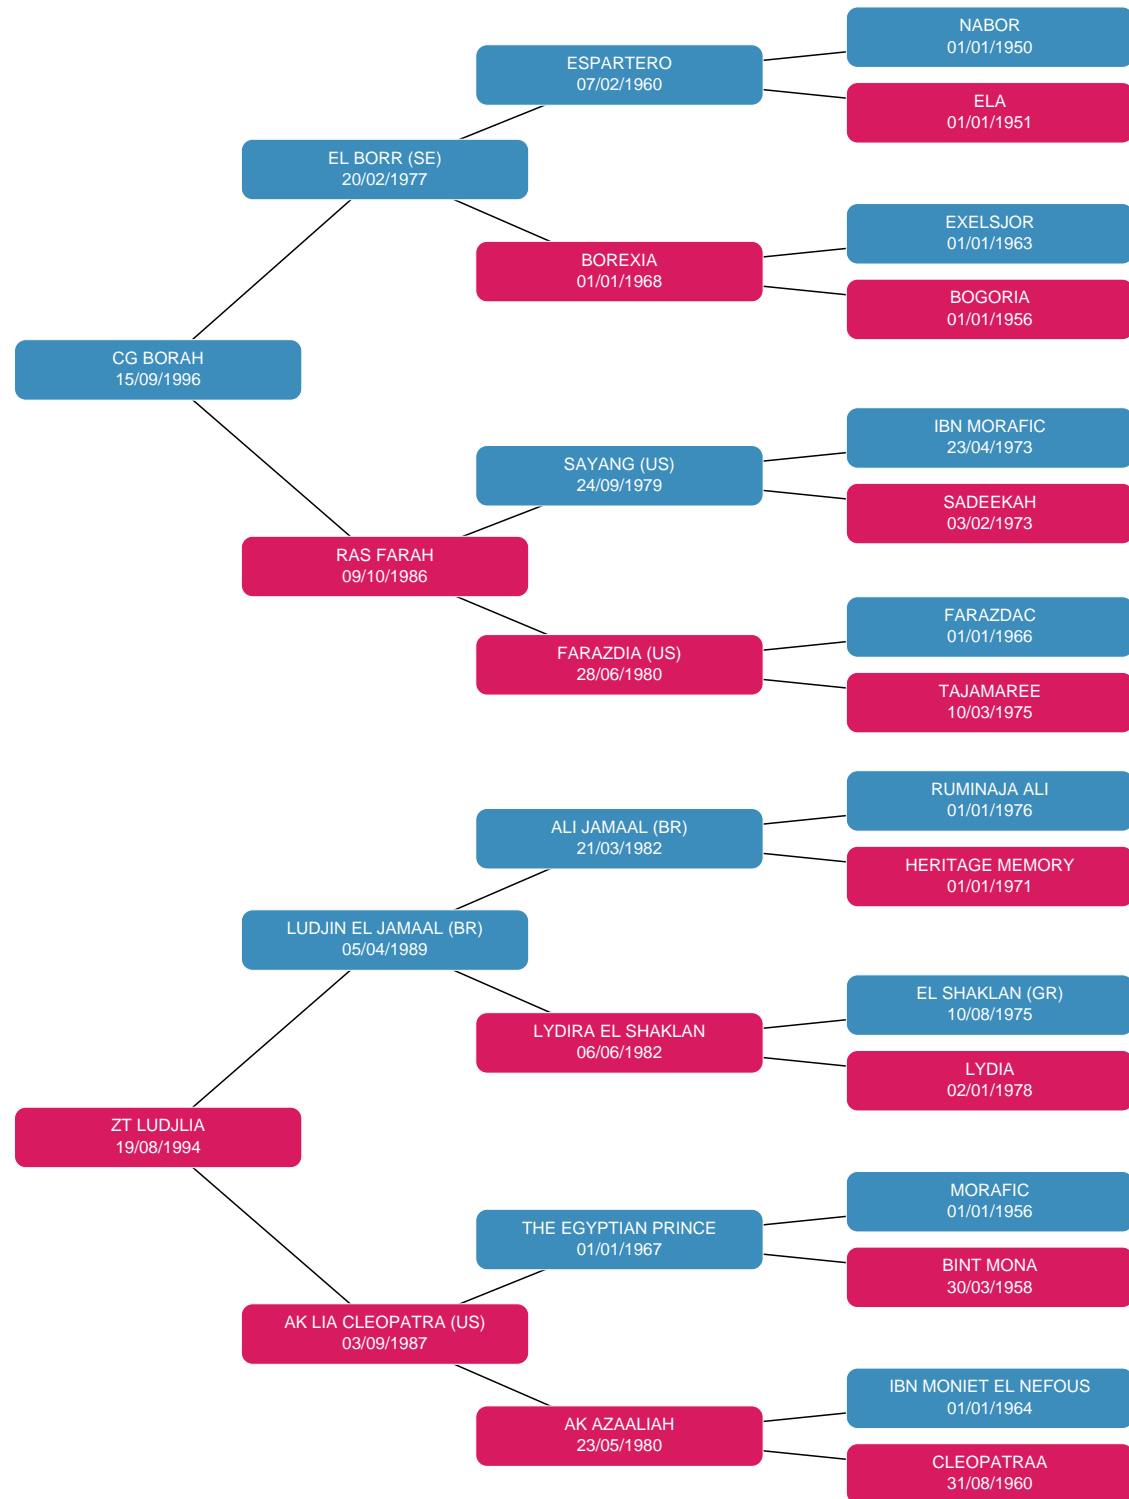 NABOR
01/01/1950
ESPARTERO
07/02/1960
ELA
01/01/1951
EL BORR (SE)
20/02/1977
EXELSJOR
01/01/1963
BOREXIA
01/01/1968
BOGORIA
01/01/1956
CG BORAH
15/09/1996
IBN MORAFIC
23/04/1973
SAYANG (US)
24/09/1979
SADEEKAH
03/02/1973
RAS FARAH
09/10/1986
FARAZDAC
01/01/1966
FARAZDIA (US)
28/06/1980
TAJAMAREE
10/03/1975
RUMINAJA ALI
01/01/1976
ALI JAMAAL (BR)
21/03/1982
HERITAGE MEMORY
01/01/1971
LUDJIN EL JAMAAL (BR)
05/04/1989
EL SHAKLAN (GR)
10/08/1975
LYDIRA EL SHAKLAN
06/06/1982
LYDIA
02/01/1978
ZT LUDJLIA
19/08/1994
MORAFIC
01/01/1956
THE EGYPTIAN PRINCE
01/01/1967
BINT MONA
30/03/1958
AK LIA CLEOPATRA (US)
03/09/1987
IBN MONIET EL NEFOUS
01/01/1964
AK AZAALIAH
23/05/1980
CLEOPATRAA
31/08/1960